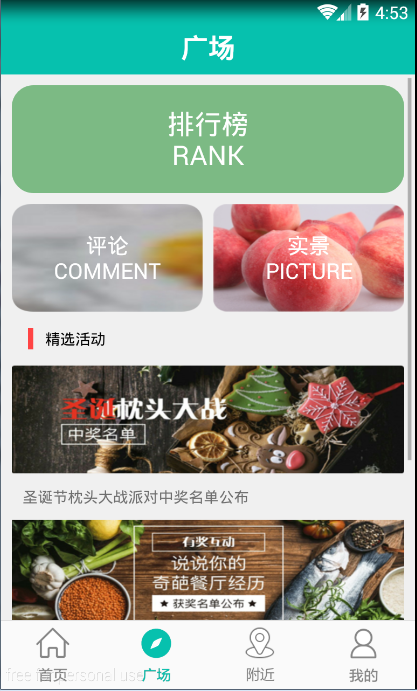 4:53
广场
排行榜
RANK
评论
COMMENT
实景
PICTURE
精选活动
圣诞枕头大战
中奖名单
圣诞节枕头大战派对中奖名单公布
有奖互动
说说你的
奇葩餐厅经历
★ 获奖名单公布 ★
首页
广场
附近
我的
free for personal use